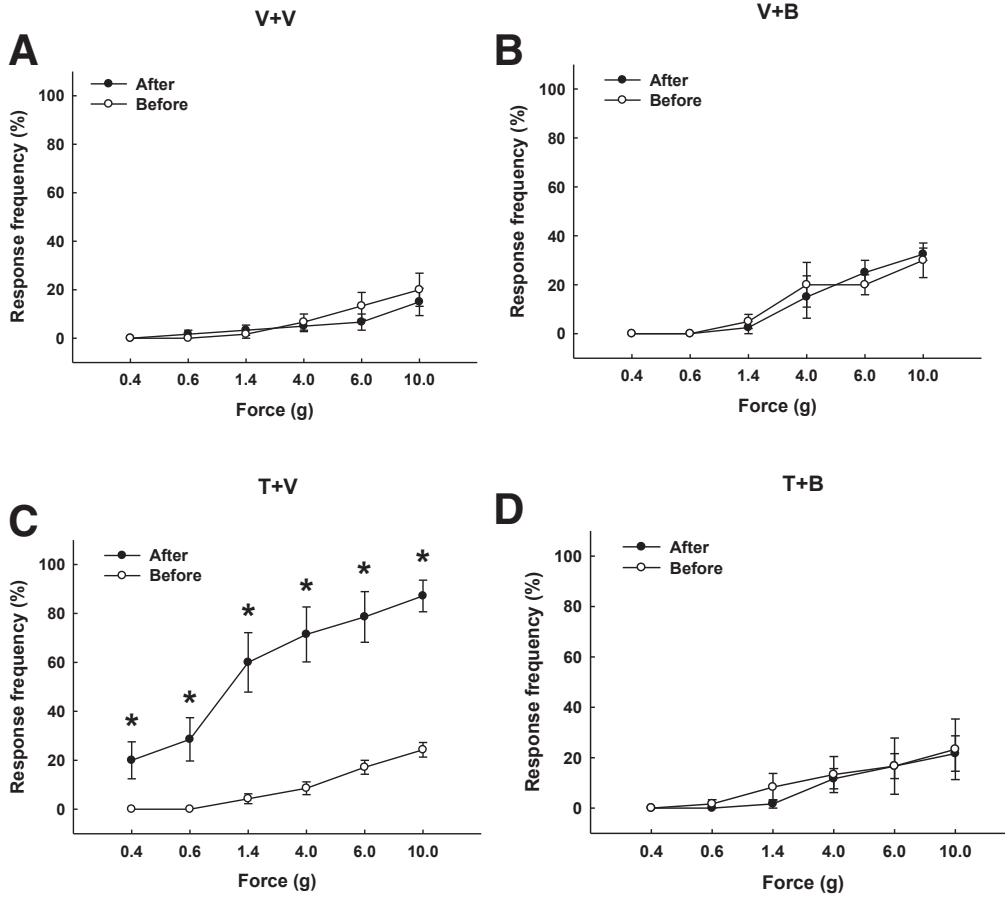 V+V
A
After
Before
Response frequency (%)
100
80
60
40
20
0
0.4 0.6 1.4 4.0 6.0 10.0
Force (g)
V+B
B
After
Before
Response frequency (%)
100
80
60
40
20
0
0.4 0.6 1.4 4.0 6.0 10.0
Force (g)
T+V
C
After
Before
Response frequency (%)
100
80
60
40
20
0
* * * * * *
0.4 0.6 1.4 4.0 6.0 10.0
Force (g)
T+B
D
After
Before
Response frequency (%)
100
80
60
40
20
0
0.4 0.6 1.4 4.0 6.0 10.0
Force (g)